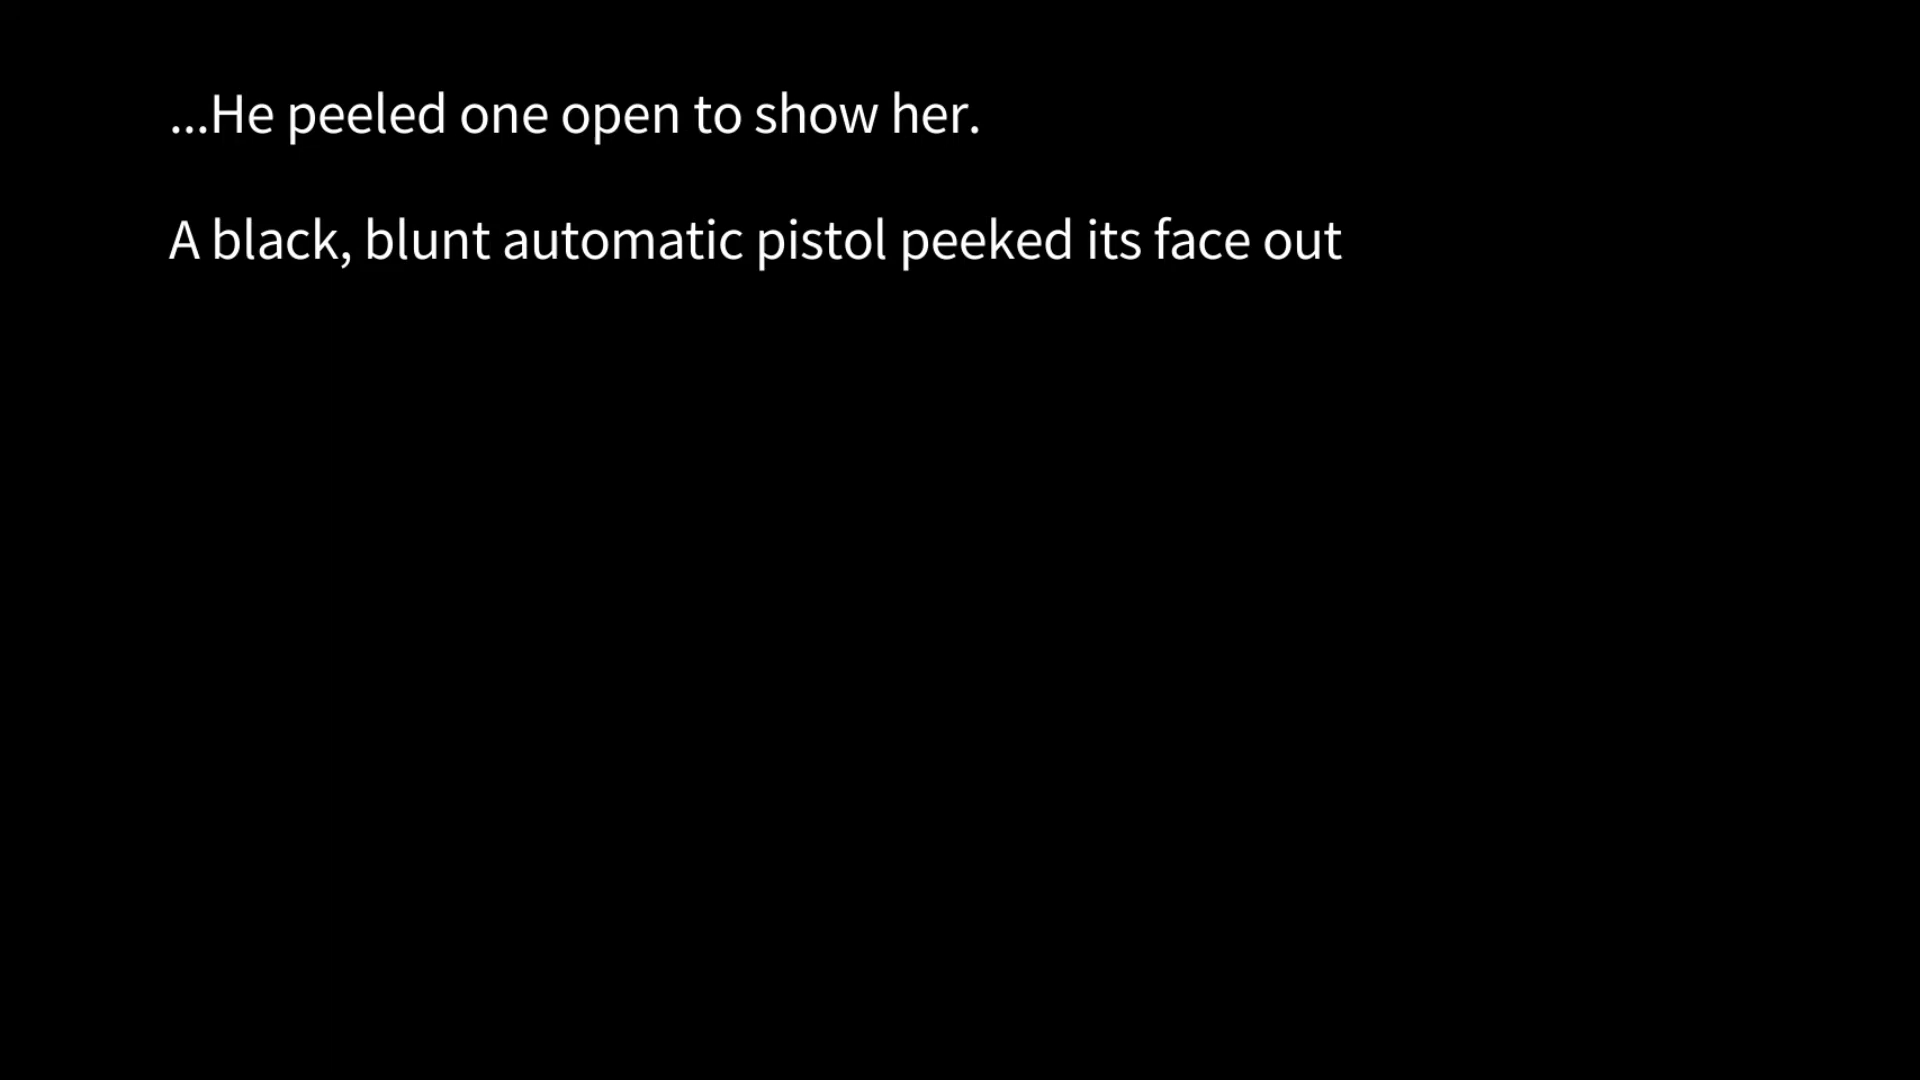 ...He peeled one open to show her.
A black, blunt automatic pistol peeked its face out